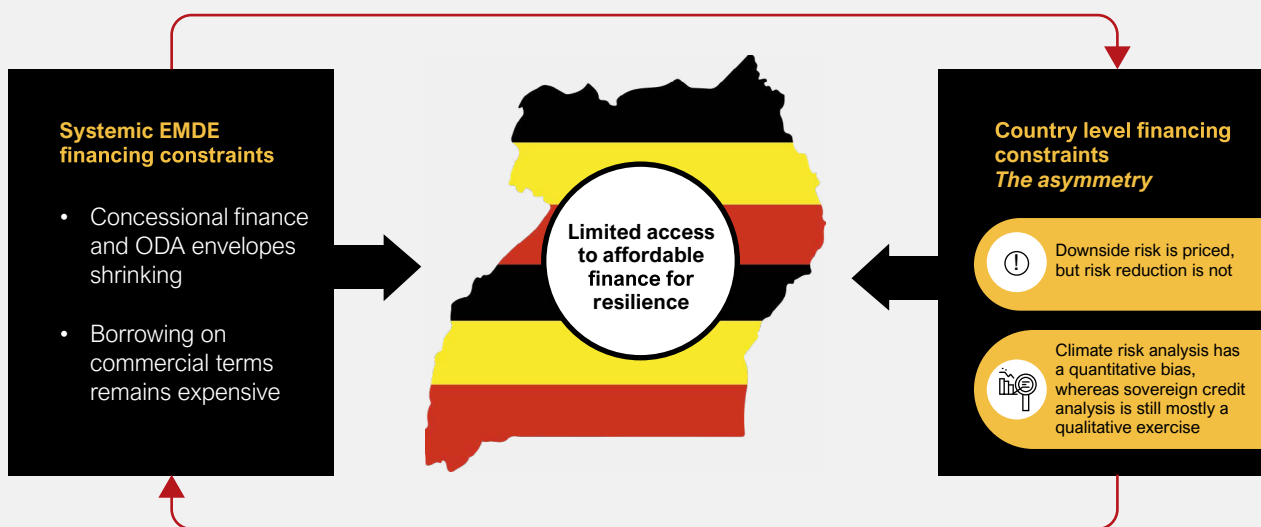 Systemic EMDE
financing constraints
• Concessional finance
and ODA envelopes
shrinking
• Borrowing on
commercial terms
remains expensive
Limited access
to affordable
finance for
resilience
Country level financing
constraints
The asymmetry
Downside risk is priced,
but risk reduction is not
Climate risk analysis has
a quantitative bias,
whereas sovereign credit
analysis is still mostly a
qualitative exercise